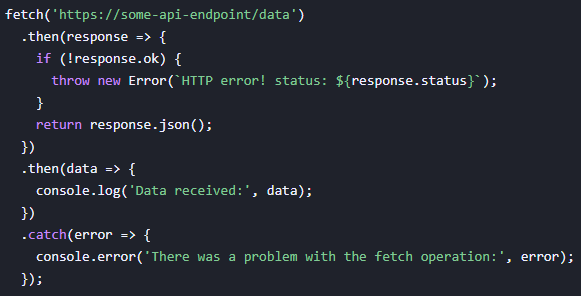 fetch('https://some-api-endpoint/data')
  .then(response => {
    if (!response.ok) {
      throw new Error(`HTTP error! status: ${response.status}`);
    }
    return response.json();
  })
  .then(data => {
    console.log('Data received:', data);
  })
  .catch(error => {
    console.error('There was a problem with the fetch operation:', error);
  });